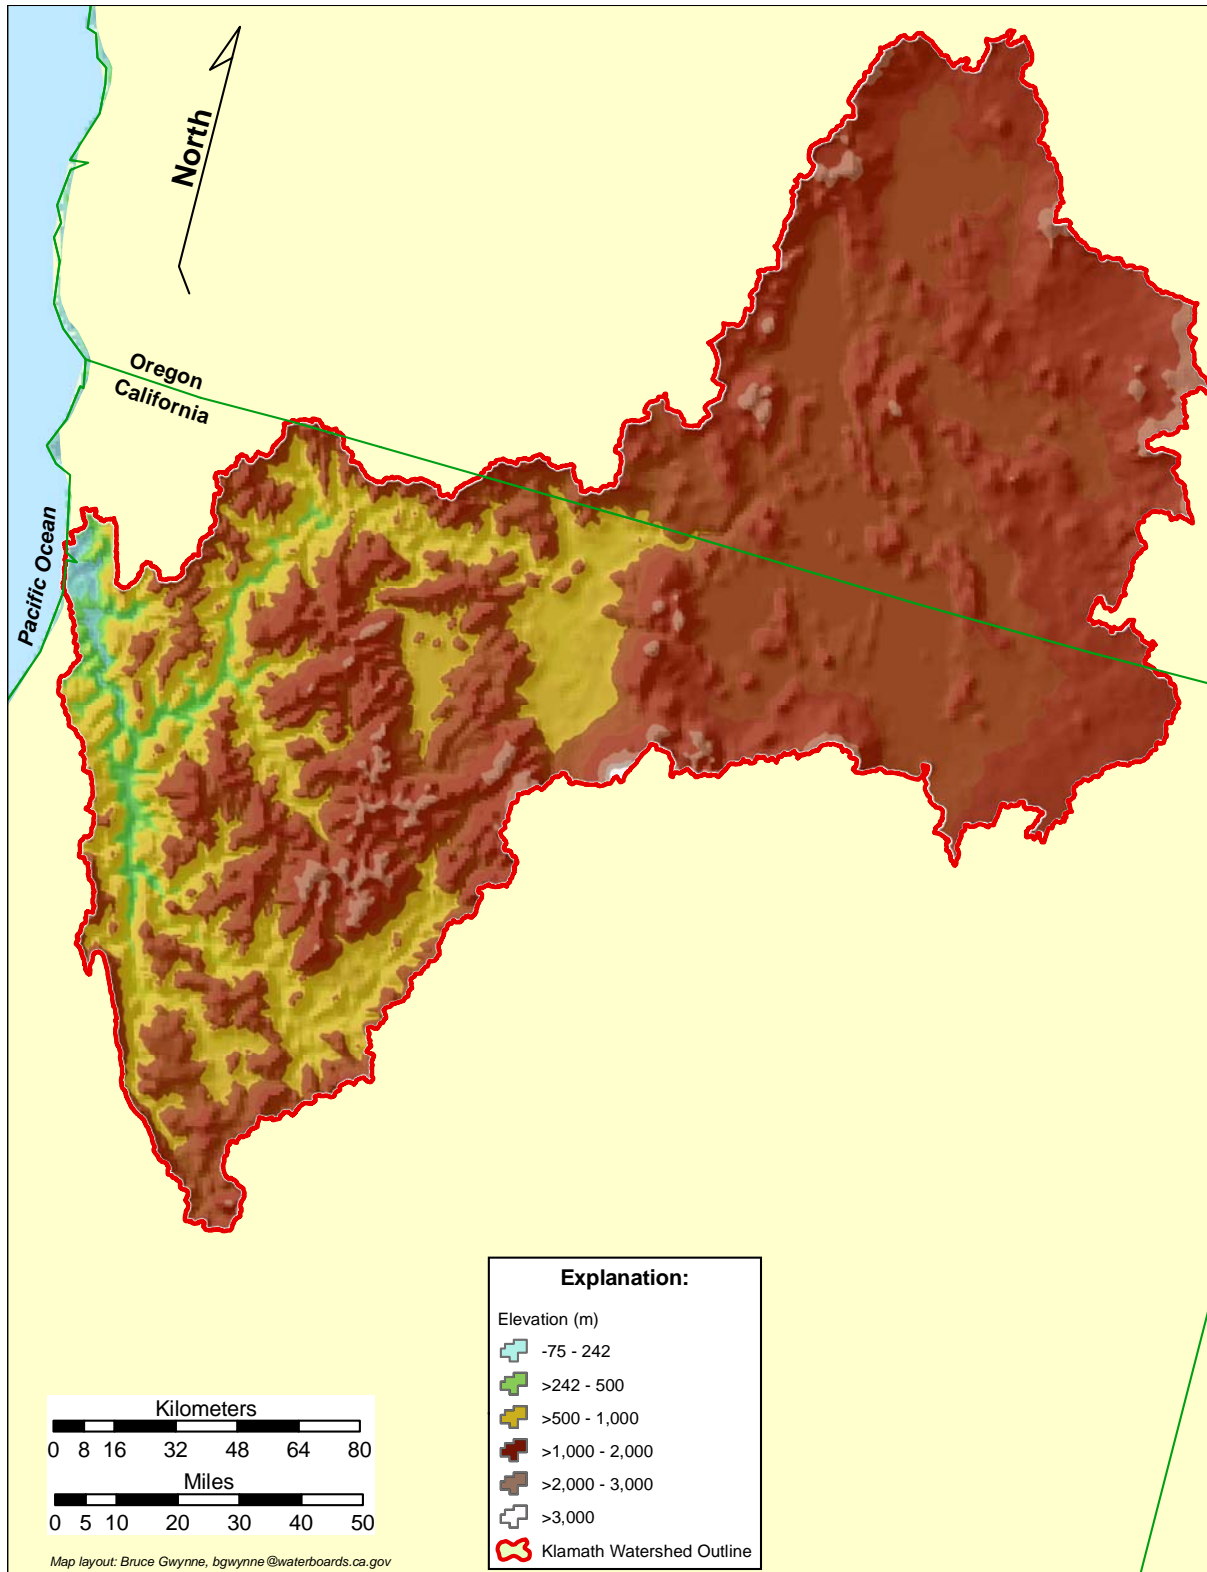 North
Oregon
California
Pacific Ocean
Explanation:
Elevation (m)
-75 - 242
>242 - 500
>500 - 1,000
>1,000 - 2,000
>2,000 - 3,000
>3,000
Klamath Watershed Outline
Kilometers
0 8 16 32 48 64 80
Miles
0 5 10 20 30 40 50
Map layout: Bruce Gwynne, bgwynne@waterboards.ca.gov